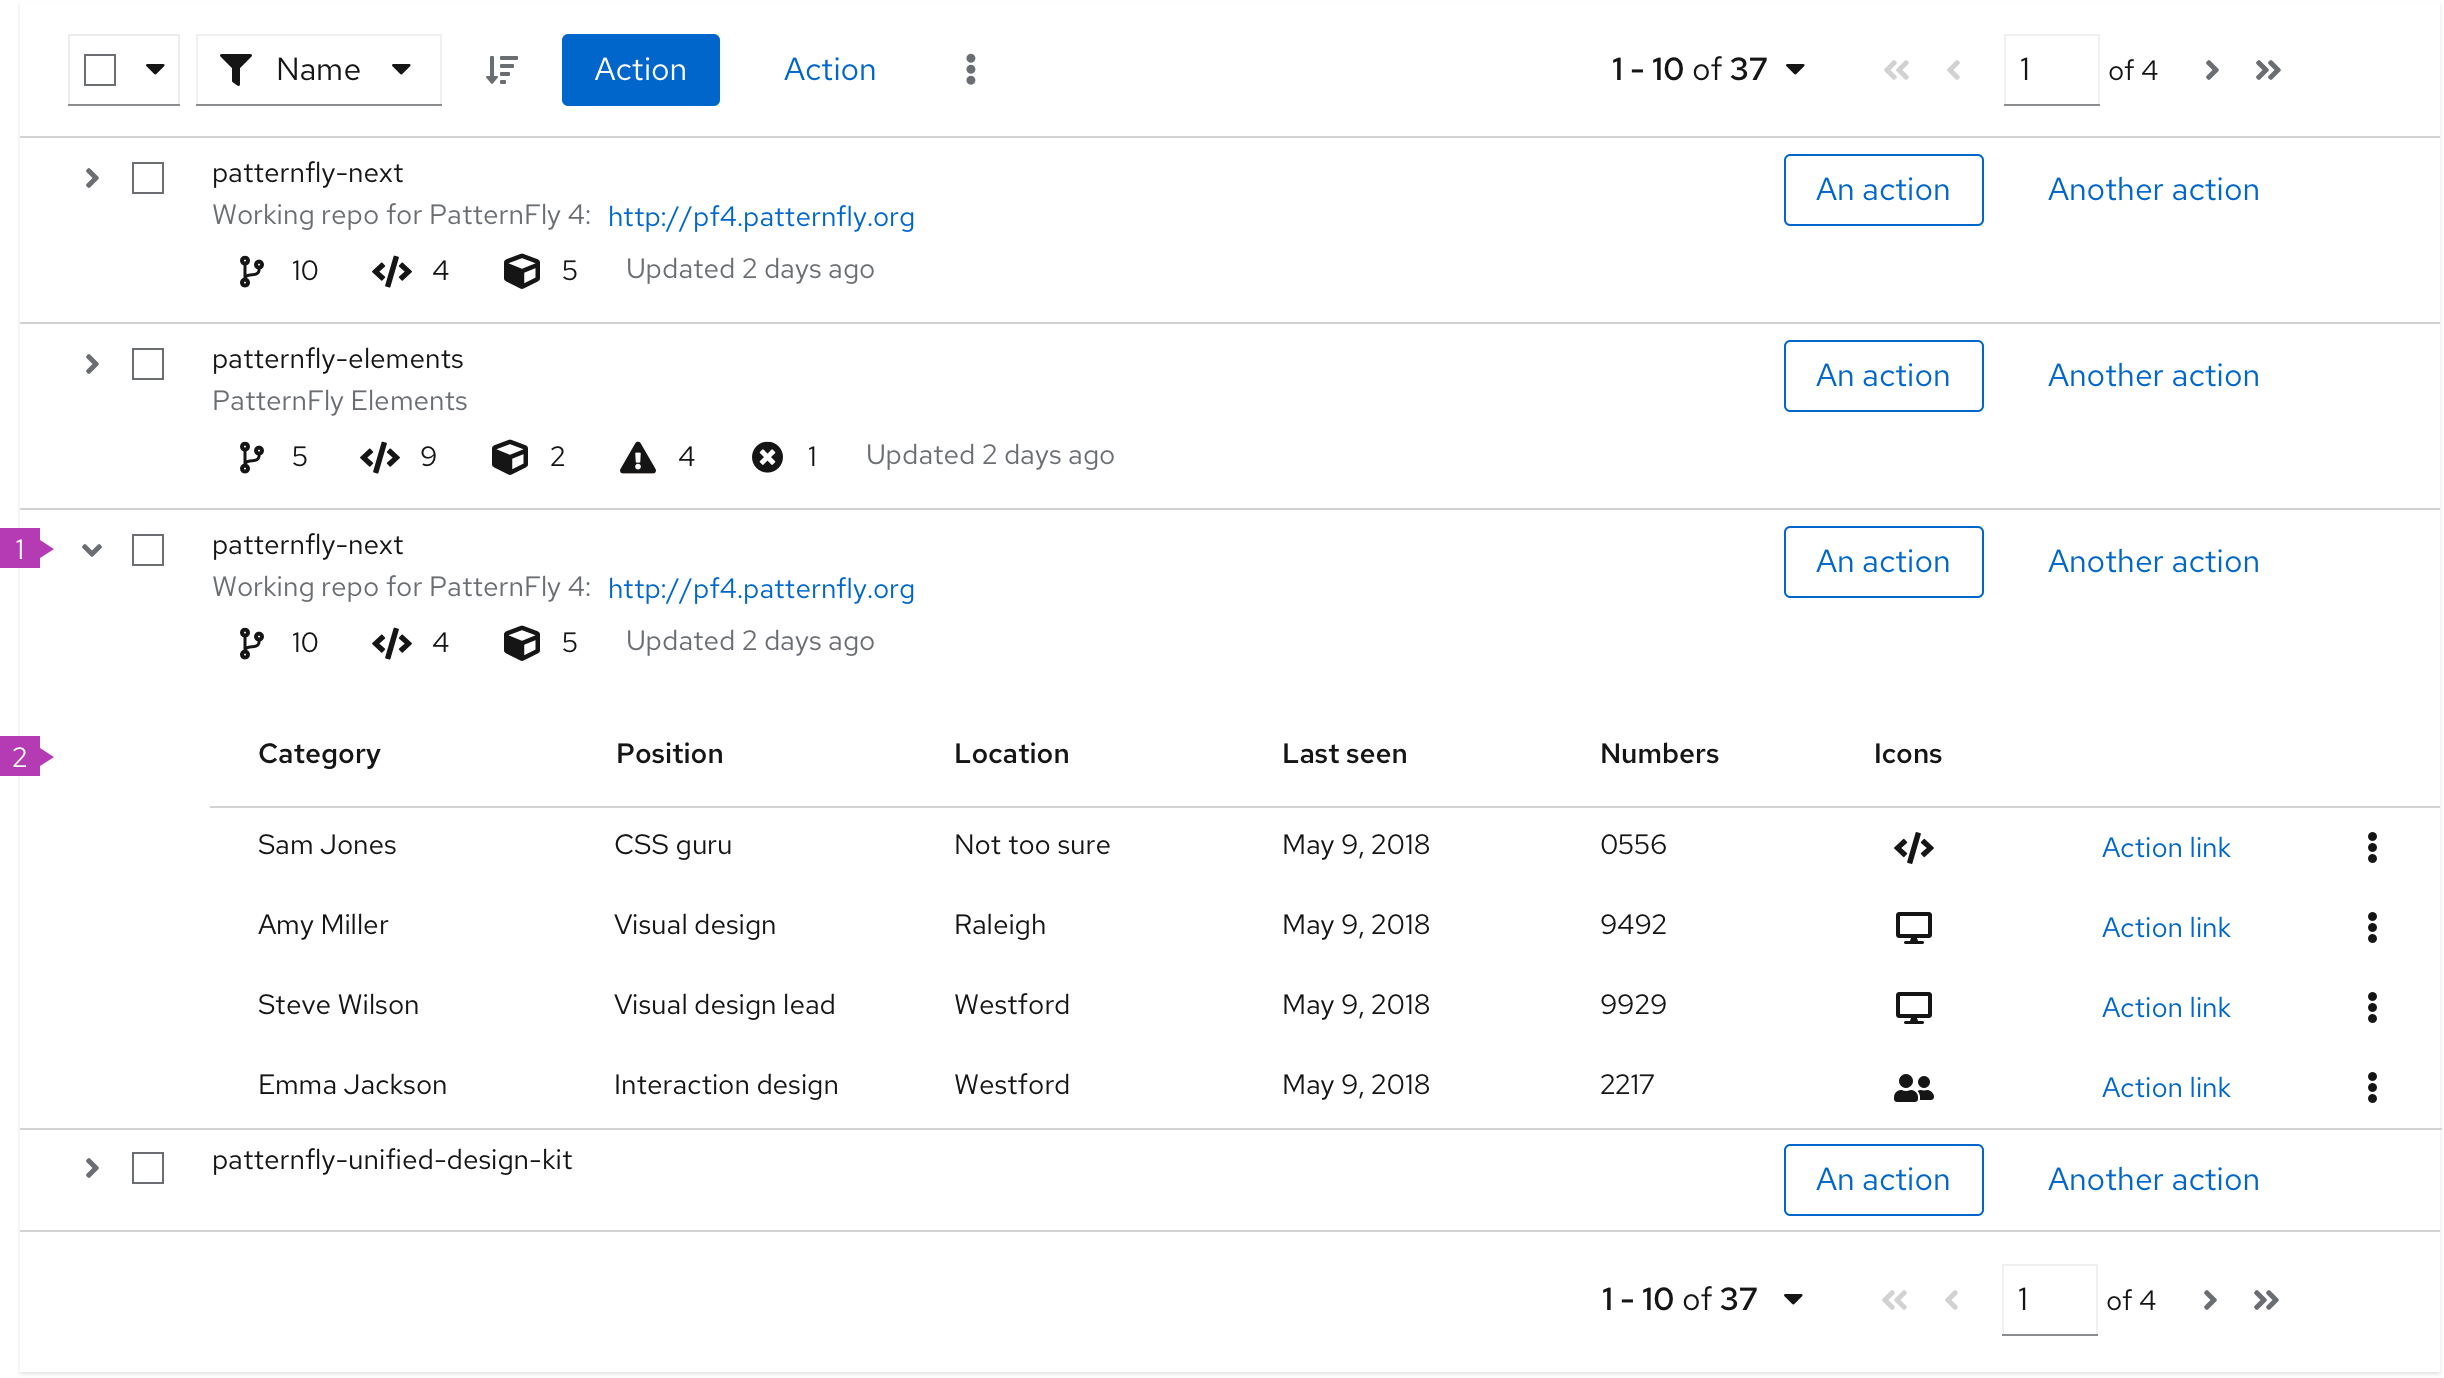 Name Action Action 1 - 10 of 37 1 of 4
patternfly-next An action Another action
Working repo for PatternFly 4: http://pf4.patternfly.org
10 4 5 Updated 2 days ago
patternfly-elements An action Another action
PatternFly Elements
5 9 2 4 1 Updated 2 days ago
1 patternfly-next An action Another action
Working repo for PatternFly 4: http://pf4.patternfly.org
10 4 5 Updated 2 days ago
2 Category Position Location Last seen Numbers Icons
Sam Jones CSS guru Not too sure May 9, 2018 0556 Action link
Amy Miller Visual design Raleigh May 9, 2018 9492 Action link
Steve Wilson Visual design lead Westford May 9, 2018 9929 Action link
Emma Jackson Interaction design Westford May 9, 2018 2217 Action link
patternfly-unified-design-kit An action Another action
1 - 10 of 37 1 of 4